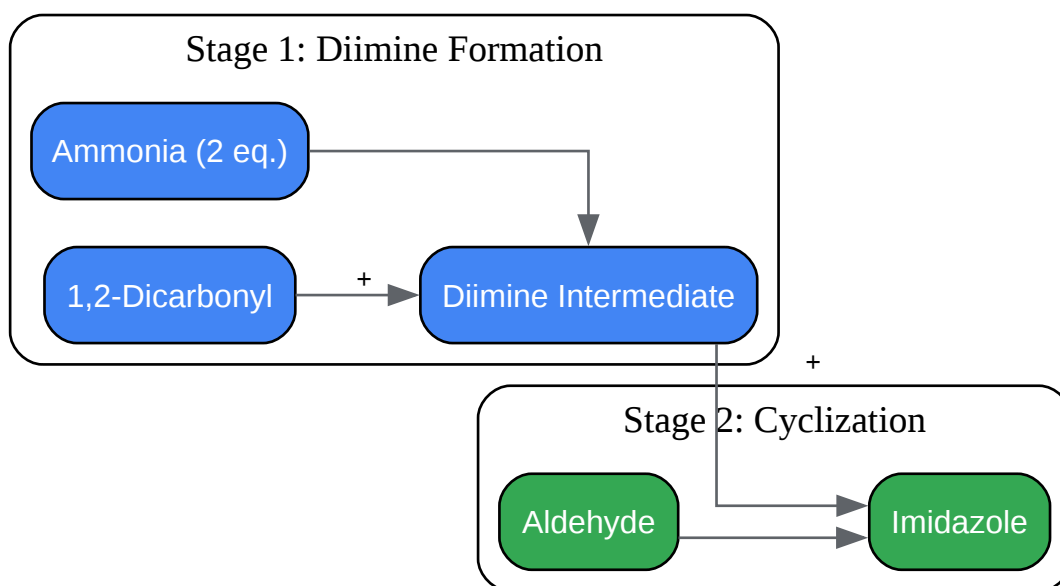 Stage 1: Diimine Formation
Ammonia (2 eq.)
1,2-Dicarbonyl
+
Diimine Intermediate
+
Stage 2: Cyclization
Aldehyde
Imidazole